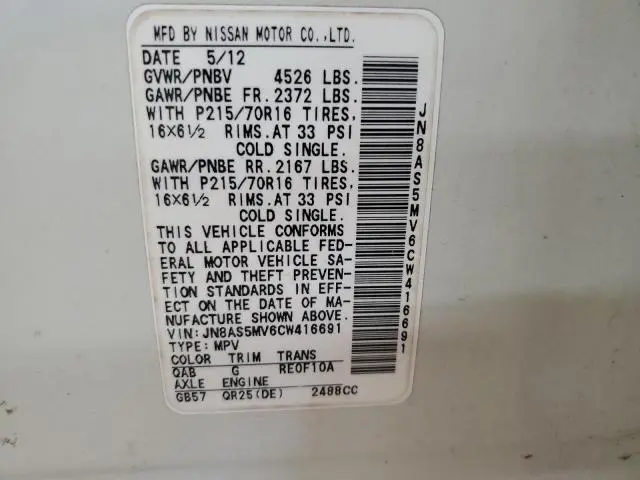 MFD BY NISSAN MOTOR CO.,LTD.
DATE 5/12
GVWR/PNBV 4526 LBS.
GAWR/PNBE FR. 2372 LBS.
WITH P215/70R16 TIRES,
16X6½ RIMS. AT 33 PSI
COLD SINGLE.
GAWR/PNBE RR. 2167 LBS.
WITH P215/70R16 TIRES,
16X6½ RIMS. AT 33 PSI
COLD SINGLE.
THIS VEHICLE CONFORMS
TO ALL APPLICABLE FED-
ERAL MOTOR VEHICLE SA-
FETY AND THEFT PREVEN-
TION STANDARDS IN EFF-
ECT ON THE DATE OF MA-
NUFACTURE SHOWN ABOVE.
VIN: JN8AS5MV6CW416691
TYPE: MPV
COLOR TRIM TRANS
QAB G RE0F10A
AXLE ENGINE
GB57 QR25(DE) 2488CC
JN8AS5MV6CW416691